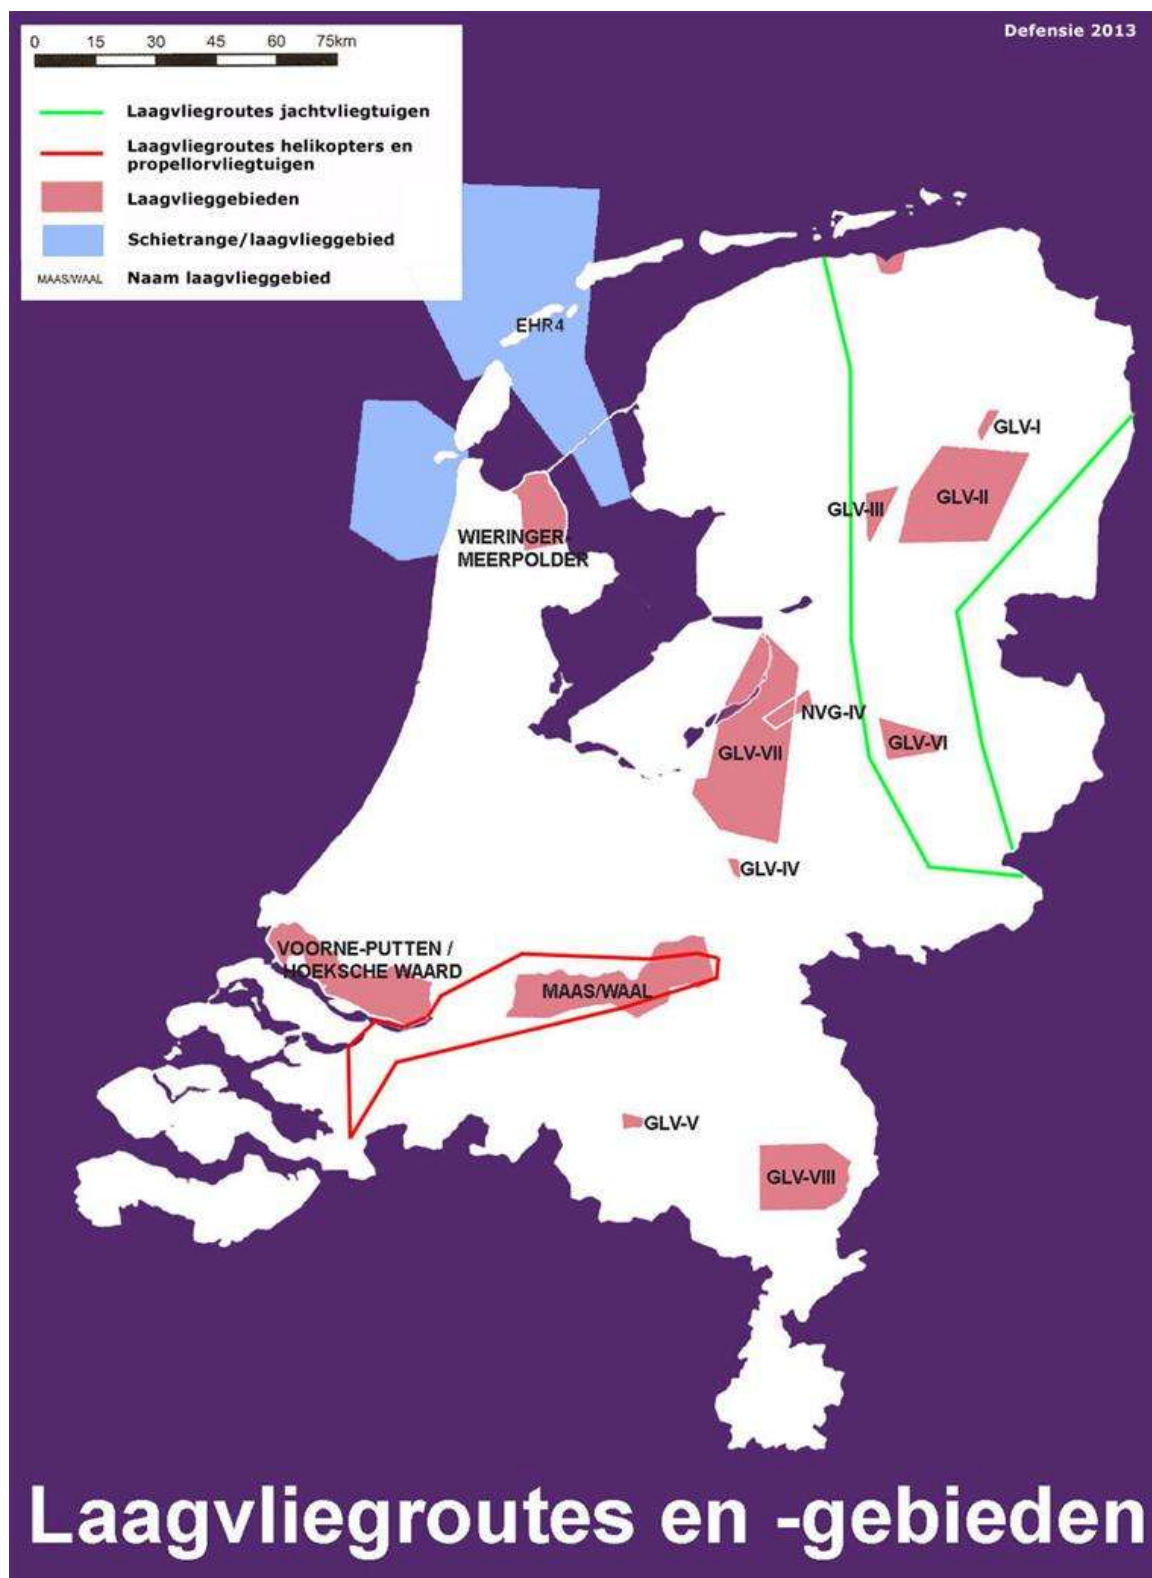 Defensie 2013
0 15 30 45 60 75km
Laagvliegroutes jachtvliegtuigen
Laagvliegroutes helikopters en
propellorvliegtuigen
Laagvlieggebieden
Schietrange/laagvlieggebied
MAAS/WAAL Naam laagvlieggebied
EHR4
GLV-I
GLV-II
GLV-III
WIERINGER-
MEERPOLDER
NVG-IV
GLV-VI
GLV-VII
GLV-IV
VOORNE-PUTTEN /
HOEKSCHE WAARD
MAAS/WAAL
GLV-V
GLV-VIII
Laagvliegroutes en -gebieden